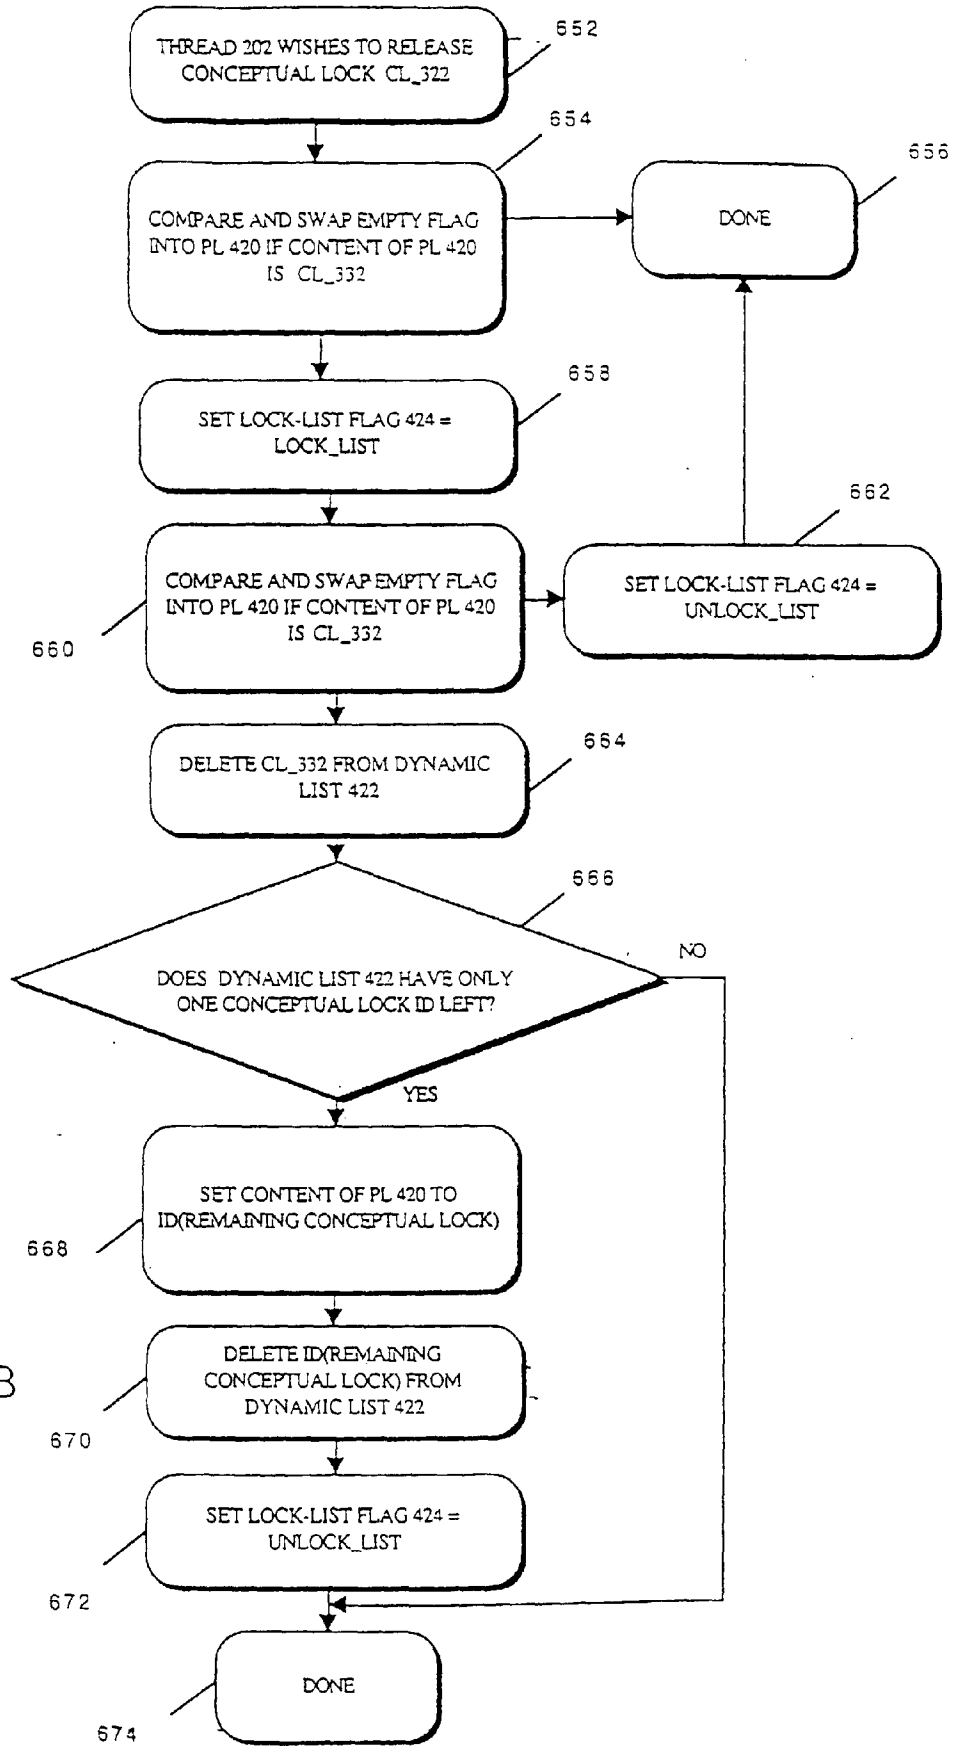 THREAD 202 WISHES TO RELEASE
CONCEPTUAL LOCK CL_322
652
654
COMPARE AND SWAP EMPTY FLAG
INTO PL 420 IF CONTENT OF PL 420
IS CL_332
656
DONE
658
SET LOCK-LIST FLAG 424 =
LOCK_LIST
662
COMPARE AND SWAP EMPTY FLAG
INTO PL 420 IF CONTENT OF PL 420
IS CL_332
660
SET LOCK-LIST FLAG 424 =
UNLOCK_LIST
664
DELETE CL_332 FROM DYNAMIC
LIST 422
666
NO
DOES DYNAMIC LIST 422 HAVE ONLY
ONE CONCEPTUAL LOCK ID LEFT?
YES
SET CONTENT OF PL 420 TO
ID(REMAINING CONCEPTUAL LOCK)
668
DELETE ID(REMAINING
CONCEPTUAL LOCK) FROM
DYNAMIC LIST 422
B
670
SET LOCK-LIST FLAG 424 =
UNLOCK_LIST
672
DONE
674